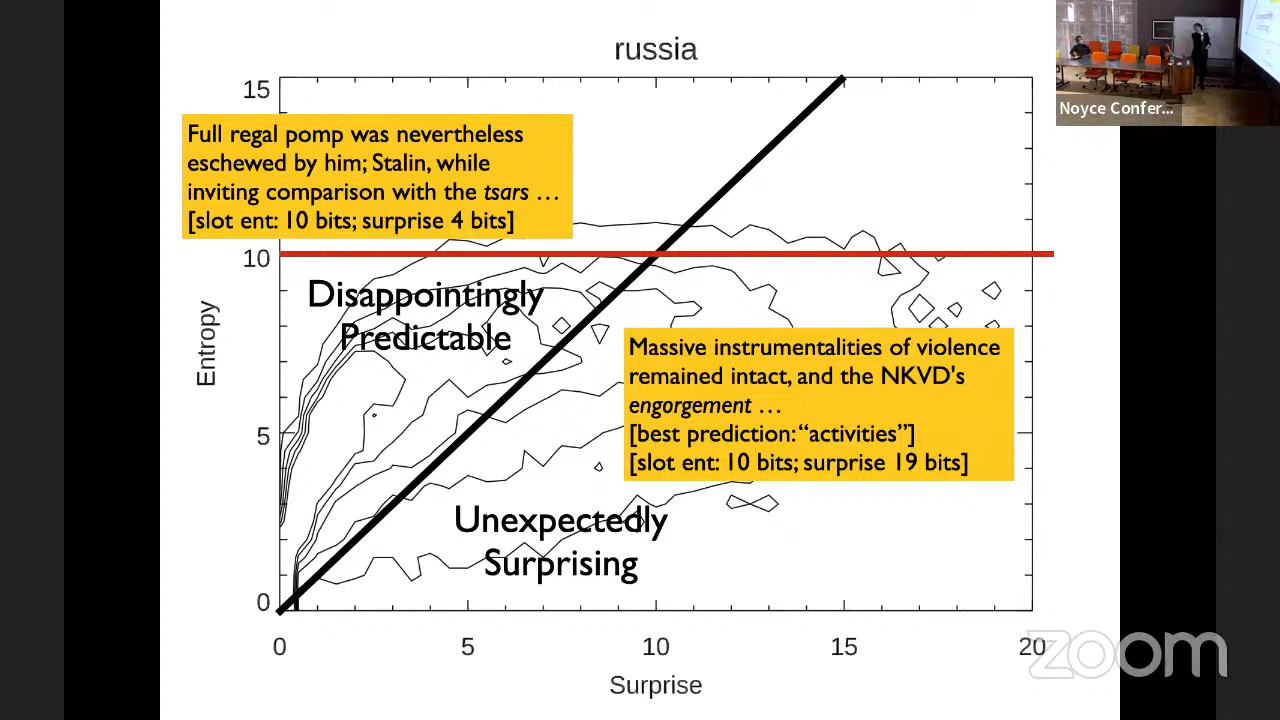 russia
Full regal pomp was nevertheless
eschewed by him; Stalin, while
inviting comparison with the tsars …
[slot ent: 10 bits; surprise 4 bits]
Disappointingly
Predictable
Massive instrumentalities of violence
remained intact, and the NKVD's
engorgement …
[best prediction: “activities”]
[slot ent: 10 bits; surprise 19 bits]
Unexpectedly
Surprising
Entropy
15
10
5
0
0 5 10 15 20
Surprise
Noyce Confer...
zoom